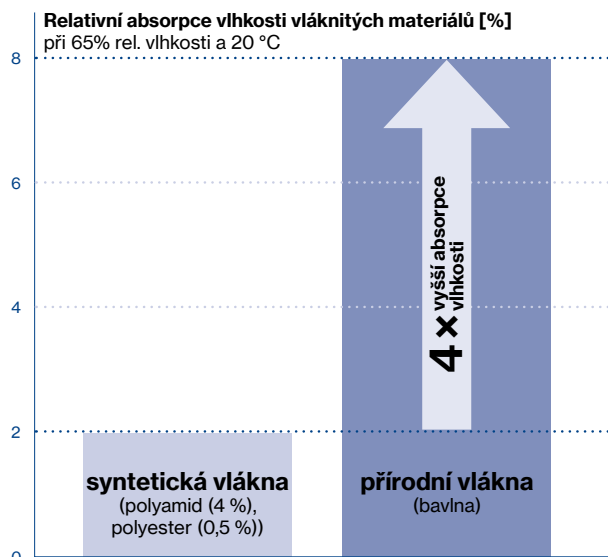 Relativní absorpce vlhkosti vláknitých materiálů [%]
při 65% rel. vlhkosti a 20 °C
8
6
4
2
0
4 × vyšší absorpce
vlhkosti
syntetická vlákna
(polyamid (4 %),
polyester (0,5 %))
přírodní vlákna
(bavlna)